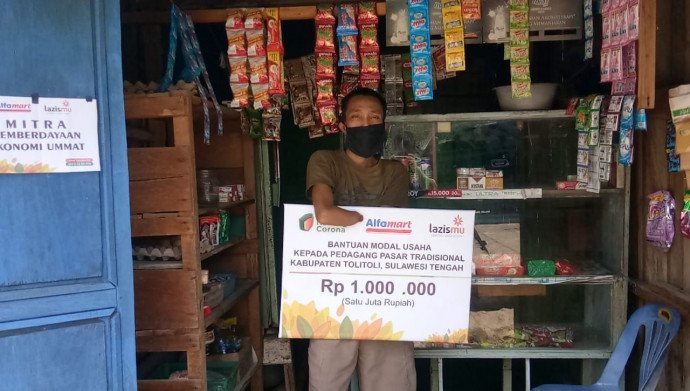 Alfamart lazismu
MITRA
PEMBERDAYAAN
EKONOMI UMMAT
Corona
Alfamart
lazismu
BANTUAN MODAL USAHA
KEPADA PEDAGANG PASAR TRADISIONAL
KABUPATEN TOLITOLI, SULAWESI TENGAH
Rp 1.000 .000
(Satu Juta Rupiah)
ULTRA